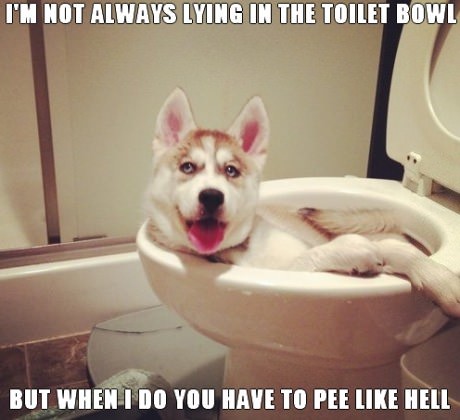 I'M NOT ALWAYS LYING IN THE TOILET BOWL
BUT WHEN I DO YOU HAVE TO PEE LIKE HELL